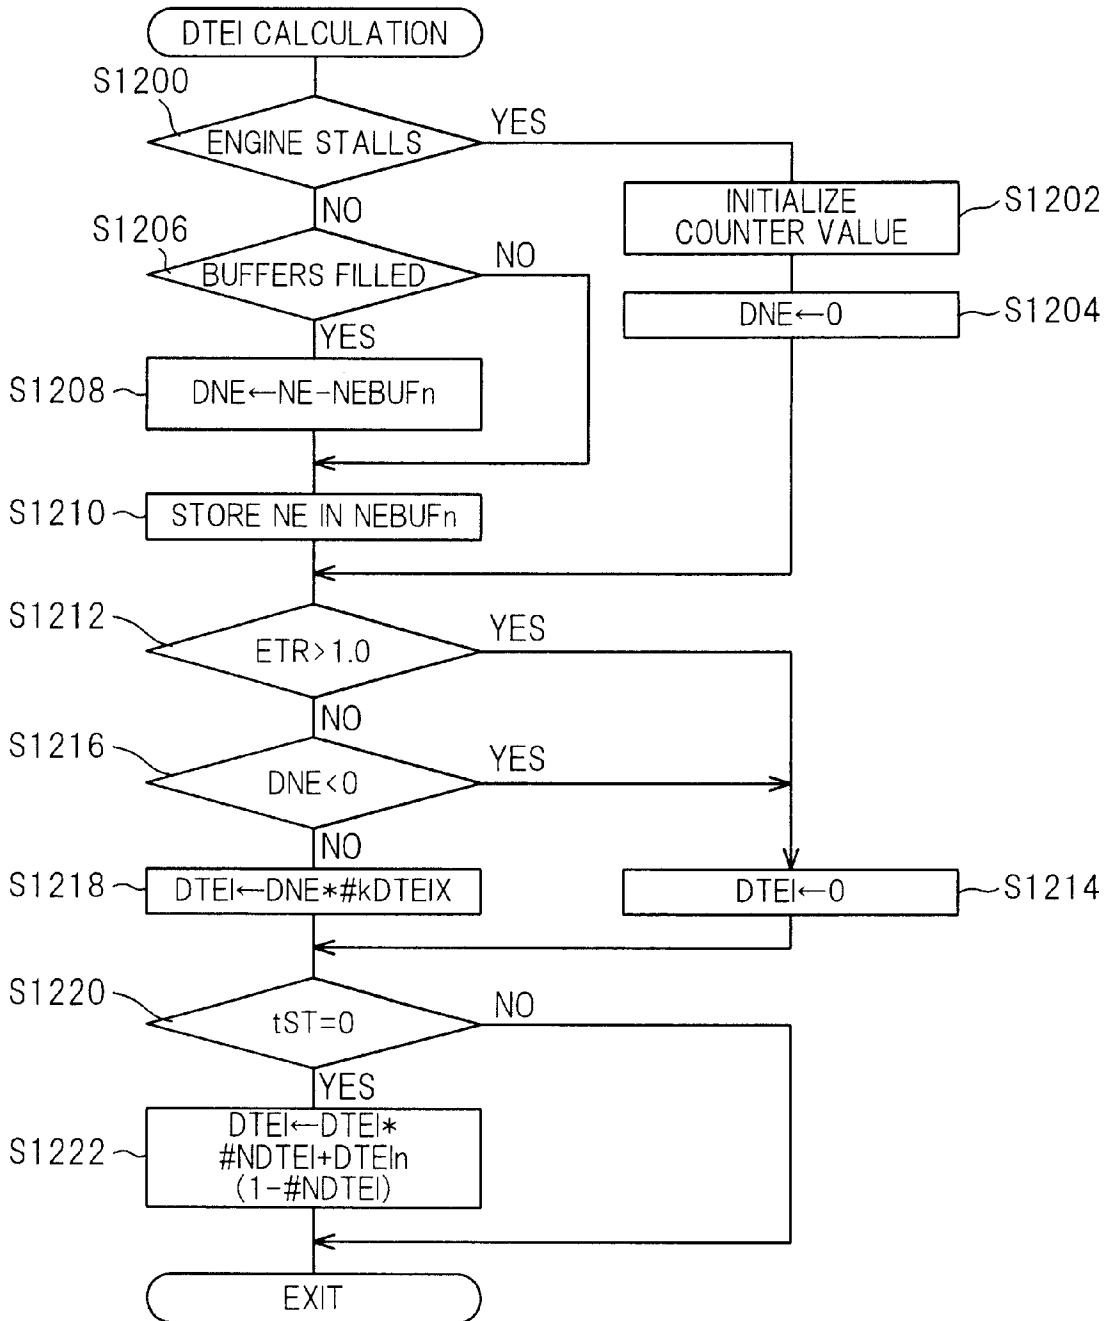 DTEI CALCULATION
S1200
ENGINE STALLS
YES
NO
INITIALIZE
COUNTER VALUE
S1202
S1206
BUFFERS FILLED
NO
YES
DNE←0
S1204
S1208
DNE←NE-NEBUFn
S1210
STORE NE IN NEBUFn
S1212
ETR>1.0
YES
NO
S1216
DNE<0
YES
NO
S1218
DTEI←DNE*#kDTEIX
DTEI←0
S1214
S1220
tST=0
NO
YES
S1222
DTEI←DTEI*
#NDTEI+DTEIn
(1-#NDTEI)
EXIT